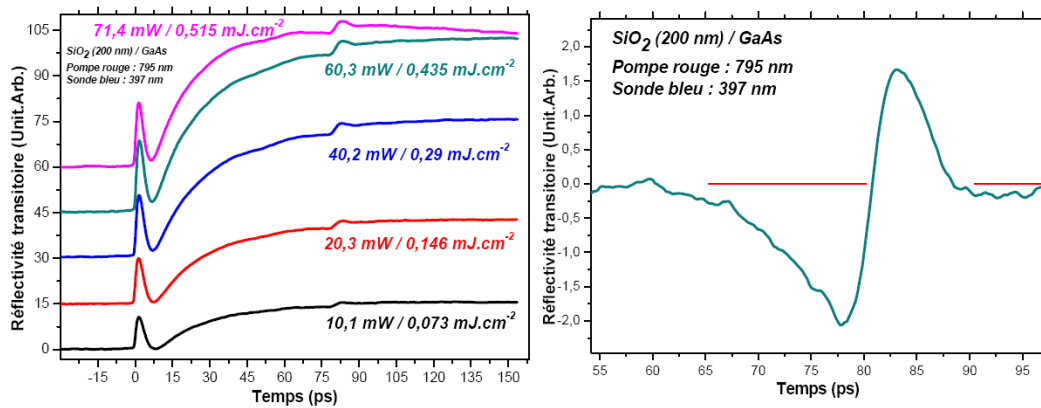 71,4 mW / 0,515 mJ.cm-2
SiO2 (200 nm) / GaAs
Pompe rouge : 795 nm
Sonde bleu : 397 nm
60,3 mW / 0,435 mJ.cm-2
40,2 mW / 0,29 mJ.cm-2
20,3 mW / 0,146 mJ.cm-2
10,1 mW / 0,073 mJ.cm-2
Réflectivité transitoire (Unit.Arb.)
105
90
75
60
45
30
15
0
-15 0 15 30 45 60 75 90 105 120 135 150
Temps (ps)
SiO2 (200 nm) / GaAs
Pompe rouge : 795 nm
Sonde bleu : 397 nm
Réflectivité transitoire (Unit.Arb.)
2,0
1,5
1,0
0,5
0,0
-0,5
-1,0
-1,5
-2,0
55 60 65 70 75 80 85 90 95
Temps (ps)